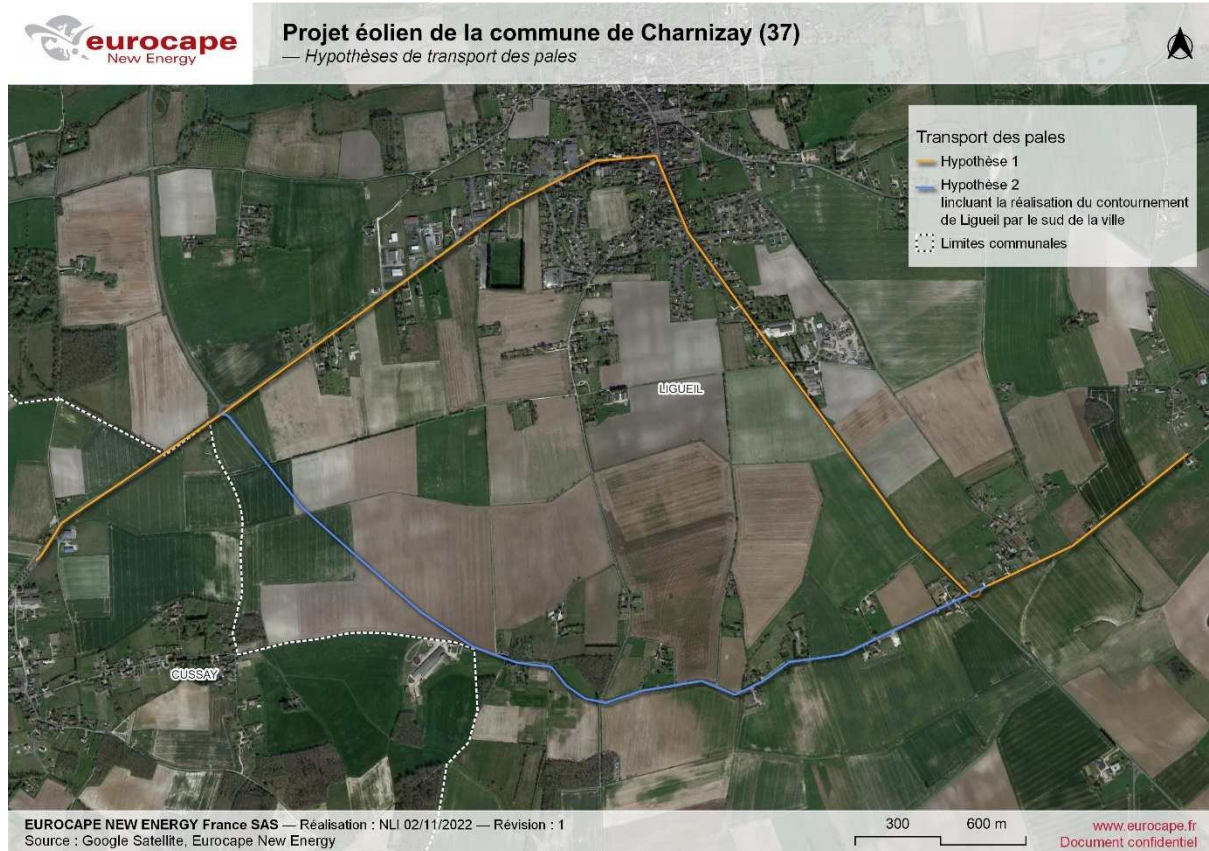 eurocape
New Energy
Projet éolien de la commune de Charnizay (37)
— Hypothèses de transport des pales
Transport des pales
Hypothèse 1
Hypothèse 2
lincluant la réalisation du contournement
de Ligueil par le sud de la ville
Limites communales
LIGUEIL
CUSSAY
EUROCAPE NEW ENERGY France SAS — Réalisation : NLI 02/11/2022 — Révision : 1
Source : Google Satellite, Eurocape New Energy
300 600 m
www.eurocape.fr
Document confidentiel